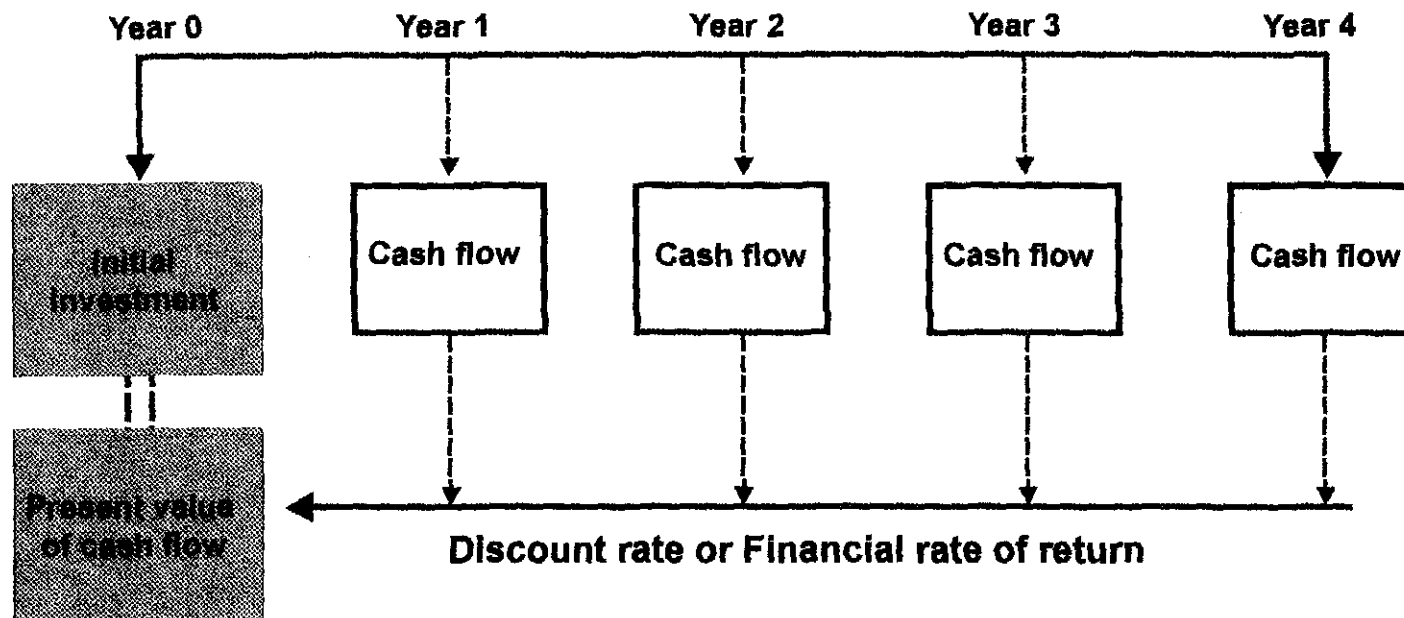 Year 0
Year 1
Year 2
Year 3
Year 4
Initial
investment
Cash flow
Cash flow
Cash flow
Cash flow
Present value
of cash flow
Discount rate or Financial rate of return